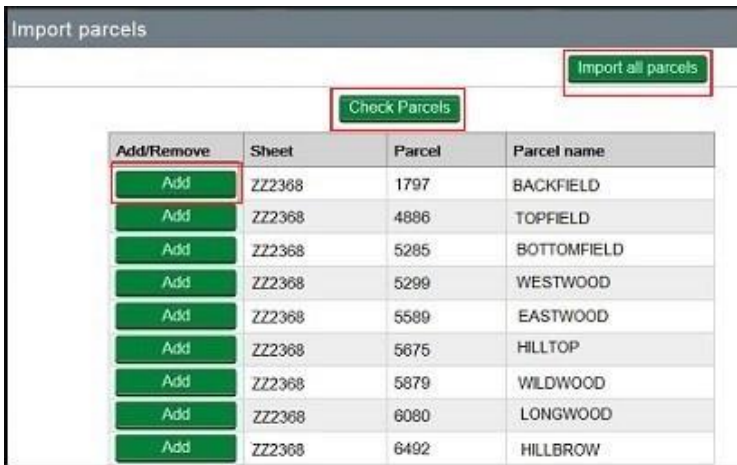 Import parcels
Import all parcels
Check Parcels
Add/Remove Sheet Parcel Parcel name
Add ZZ2368 1797 BACKFIELD
Add ZZ2368 4886 TOPFIELD
Add ZZ2368 5285 BOTTOMFIELD
Add ZZ2368 5299 WESTWOOD
Add ZZ2368 5589 EASTWOOD
Add ZZ2368 5675 HILLTOP
Add ZZ2368 5879 WILDWOOD
Add ZZ2368 6080 LONGWOOD
Add ZZ2368 6492 HILLBROW